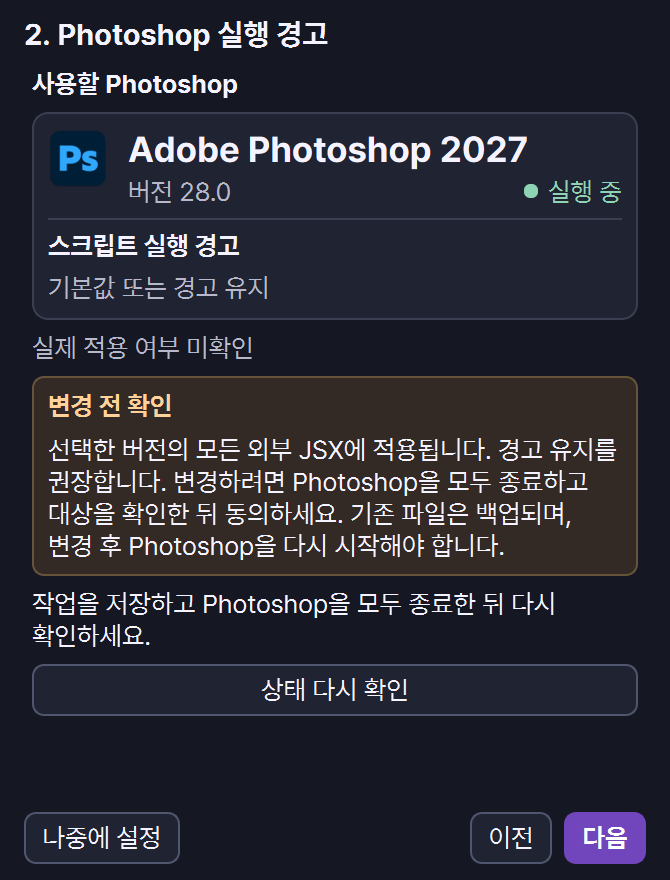 2. Photoshop 실행 경고
사용할 Photoshop
Ps
Adobe Photoshop 2027
버전 28.0
실행 중
스크립트 실행 경고
기본값 또는 경고 유지
실제 적용 여부 미확인
변경 전 확인
선택한 버전의 모든 외부 JSX에 적용됩니다. 경고 유지를
권장합니다. 변경하려면 Photoshop을 모두 종료하고
대상을 확인한 뒤 동의하세요. 기존 파일은 백업되며,
변경 후 Photoshop을 다시 시작해야 합니다.
작업을 저장하고 Photoshop을 모두 종료한 뒤 다시
확인하세요.
상태 다시 확인
나중에 설정
이전
다음